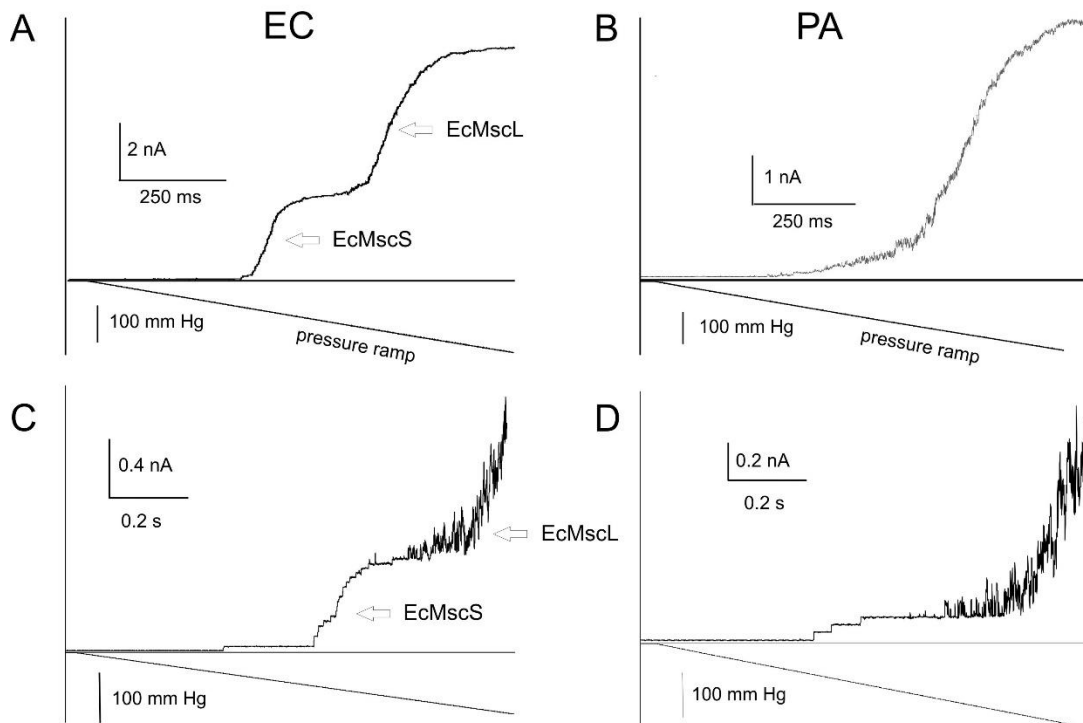 A
EC
EcMscL
2 nA
250 ms
EcMscS
100 mm Hg
pressure ramp
B
PA
1 nA
250 ms
100 mm Hg
pressure ramp
C
0.4 nA
0.2 s
EcMscL
EcMscS
100 mm Hg
D
0.2 nA
0.2 s
100 mm Hg